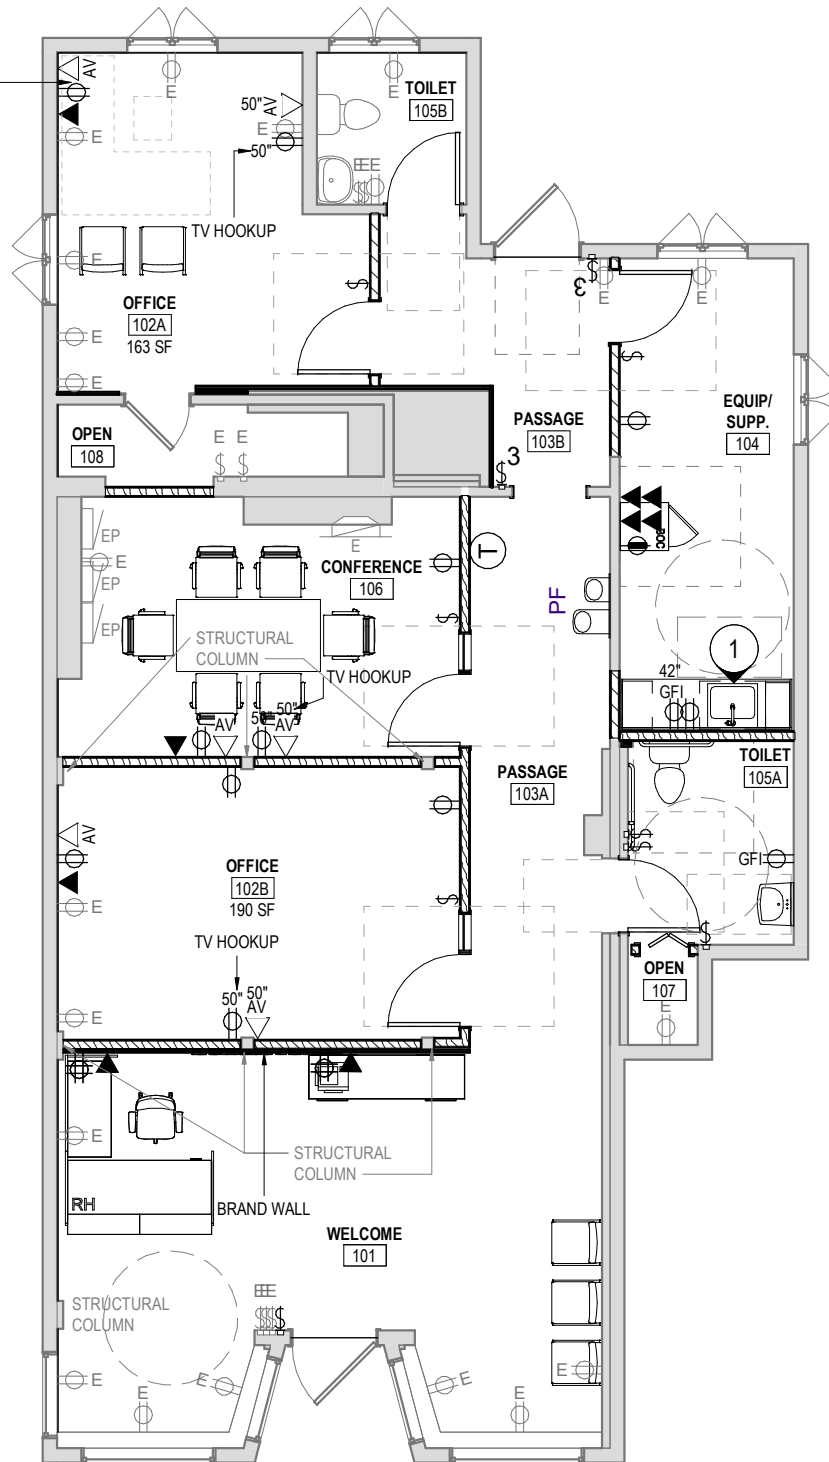 AV
E
E
50"
AV
E
50"
TV HOOKUP
E
TOILET
105B
E E E
$ $
E
OFFICE
102A
163 SF
E
E
$
$
3
E
E
$
OPEN
108
E E
$ $
PASSAGE
103B
3
$
EQUIP/
SUPP.
104
BOC
EP
E
EP
EP
E
CONFERENCE
106
T
$
PF
STRUCTURAL
COLUMN
TV HOOKUP
50" 50"
AV AV
1
42"
GFI
TOILET
105A
PASSAGE
103A
$
$
GFI
$
AV
E
OFFICE
102B
190 SF
$
TV HOOKUP
50" 50"
AV
E
OPEN
107
E
E
STRUCTURAL
COLUMN
RH
BRAND WALL
WELCOME
101
STRUCTURAL
COLUMN
E E E
$ $ $ $
E
E
E
E
E
E